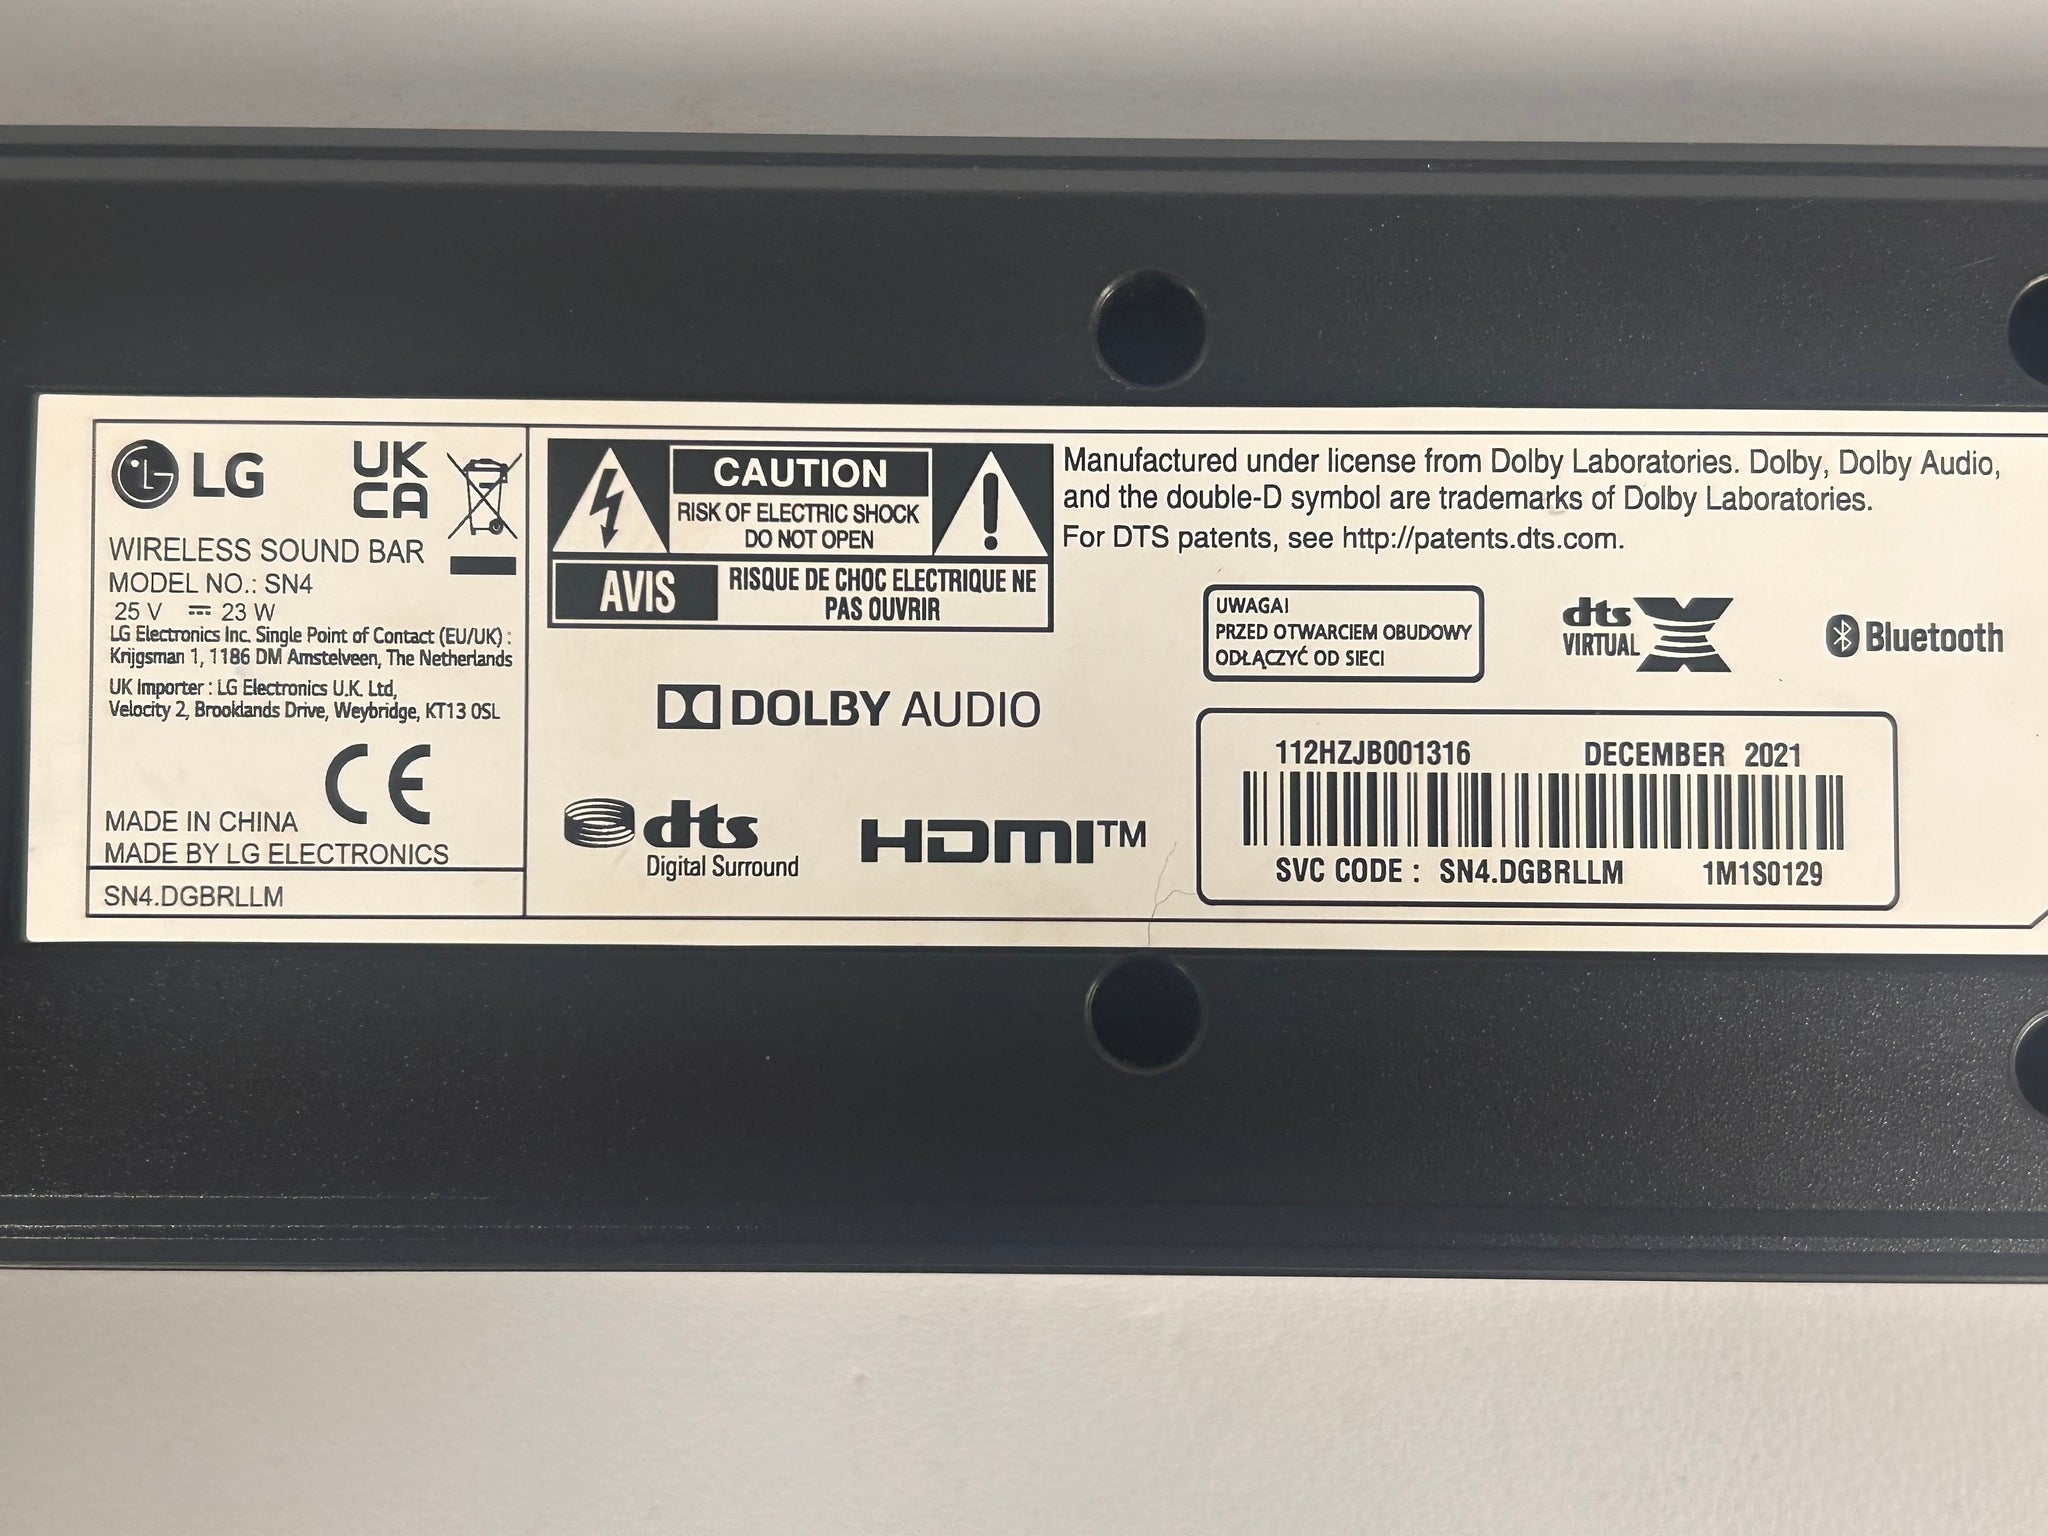 LG
UK
CA
WIRELESS SOUND BAR
MODEL NO.: SN4
25 V ⎓ 23 W
LG Electronics Inc. Single Point of Contact (EU/UK) :
Krijgsman 1, 1186 DM Amstelveen, The Netherlands
UK Importer : LG Electronics U.K. Ltd,
Velocity 2, Brooklands Drive, Weybridge, KT13 0SL
CE
MADE IN CHINA
MADE BY LG ELECTRONICS
SN4.DGBRLLM
CAUTION
RISK OF ELECTRIC SHOCK
DO NOT OPEN
AVIS
RISQUE DE CHOC ELECTRIQUE NE
PAS OUVRIR
DOLBY AUDIO
dts
Digital Surround
HDMI™
Manufactured under license from Dolby Laboratories. Dolby, Dolby Audio,
and the double-D symbol are trademarks of Dolby Laboratories.
For DTS patents, see http://patents.dts.com.
UWAGA!
PRZED OTWARCIEM OBUDOWY
ODŁĄCZYĆ OD SIECI
dts
VIRTUAL X
Bluetooth
112HZJB001316 DECEMBER 2021
SVC CODE : SN4.DGBRLLM 1M1S0129